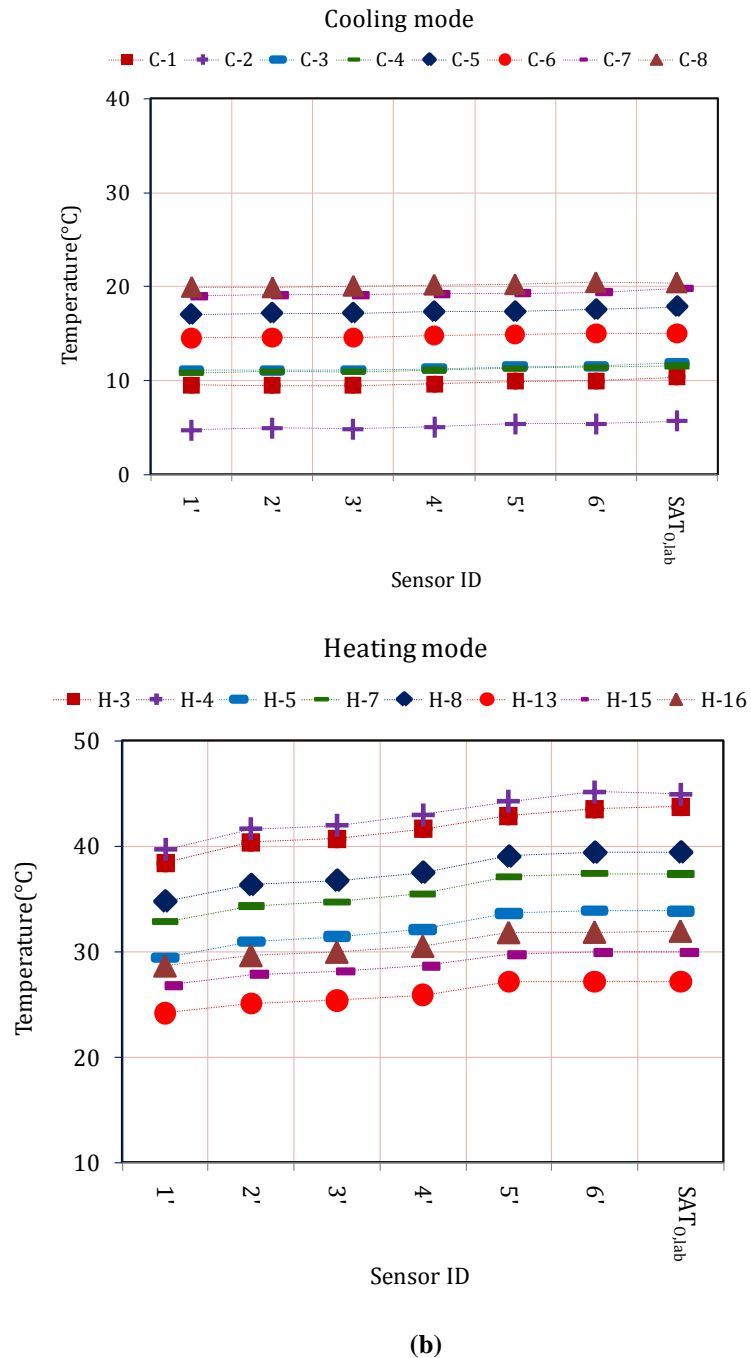 Cooling mode
C-1 C-2 C-3 C-4 C-5 C-6 C-7 C-8
40
30
20
10
0
Temperature(°C)
1' 2' 3' 4' 5' 6' SAT0,lab
Sensor ID
Heating mode
H-3 H-4 H-5 H-7 H-8 H-13 H-15 H-16
50
40
30
20
10
Temperature(°C)
1' 2' 3' 4' 5' 6' SAT0,lab
Sensor ID
(b)